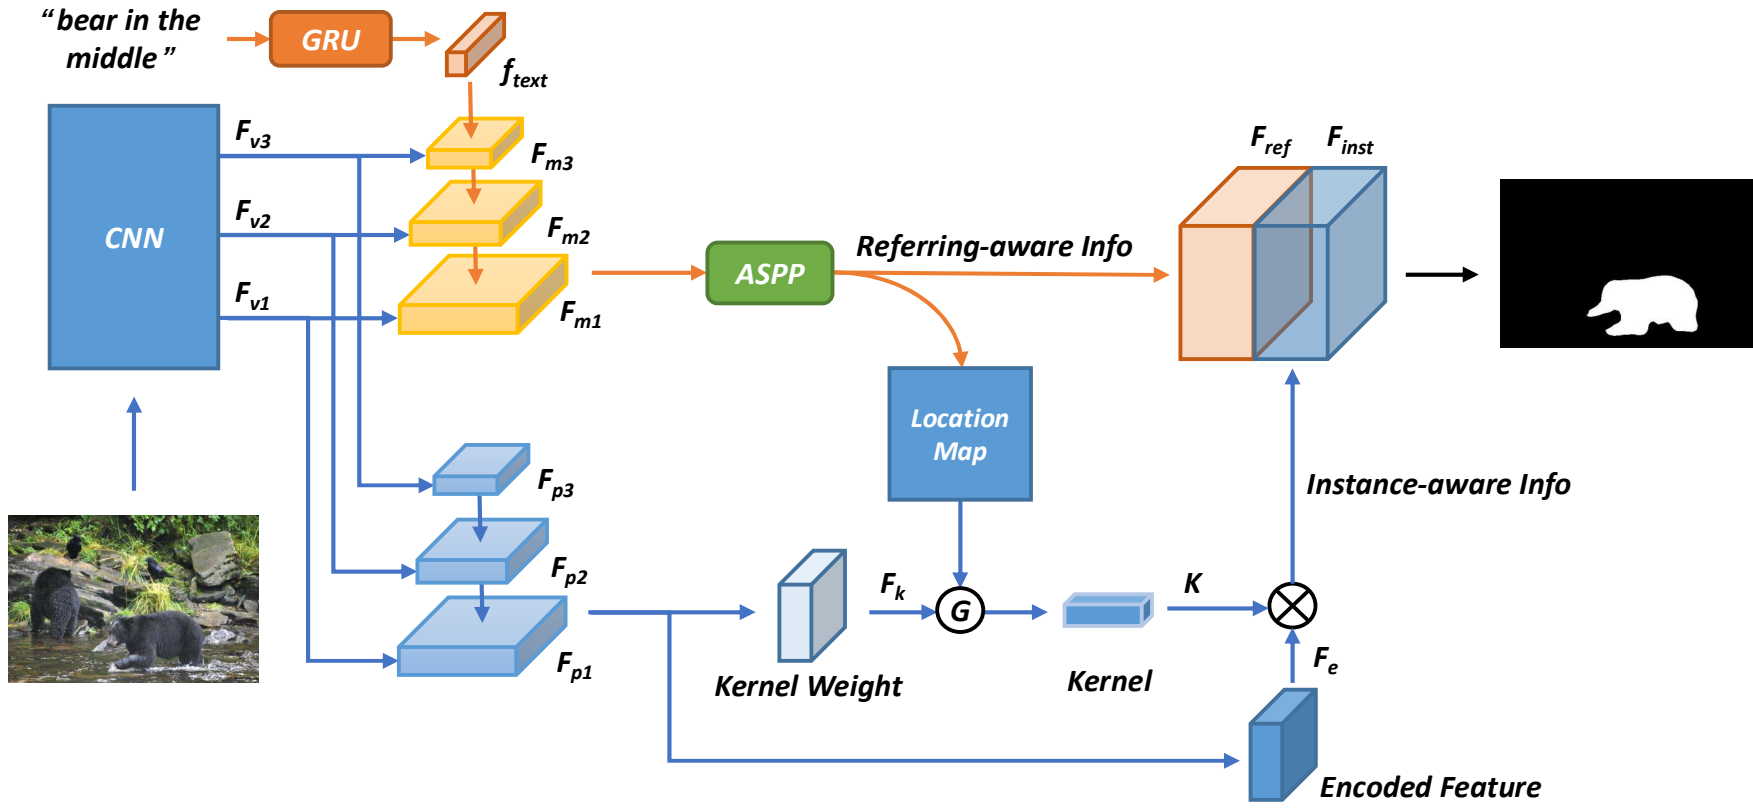 “bear in the
middle”
GRU
f_text
CNN
F_v3
F_v2
F_v1
F_m3
F_m2
F_m1
ASPP
Referring-aware Info
F_ref
F_inst
Location
Map
F_p3
F_p2
F_p1
Kernel Weight
F_k
G
Kernel
K
Instance-aware Info
F_e
Encoded Feature